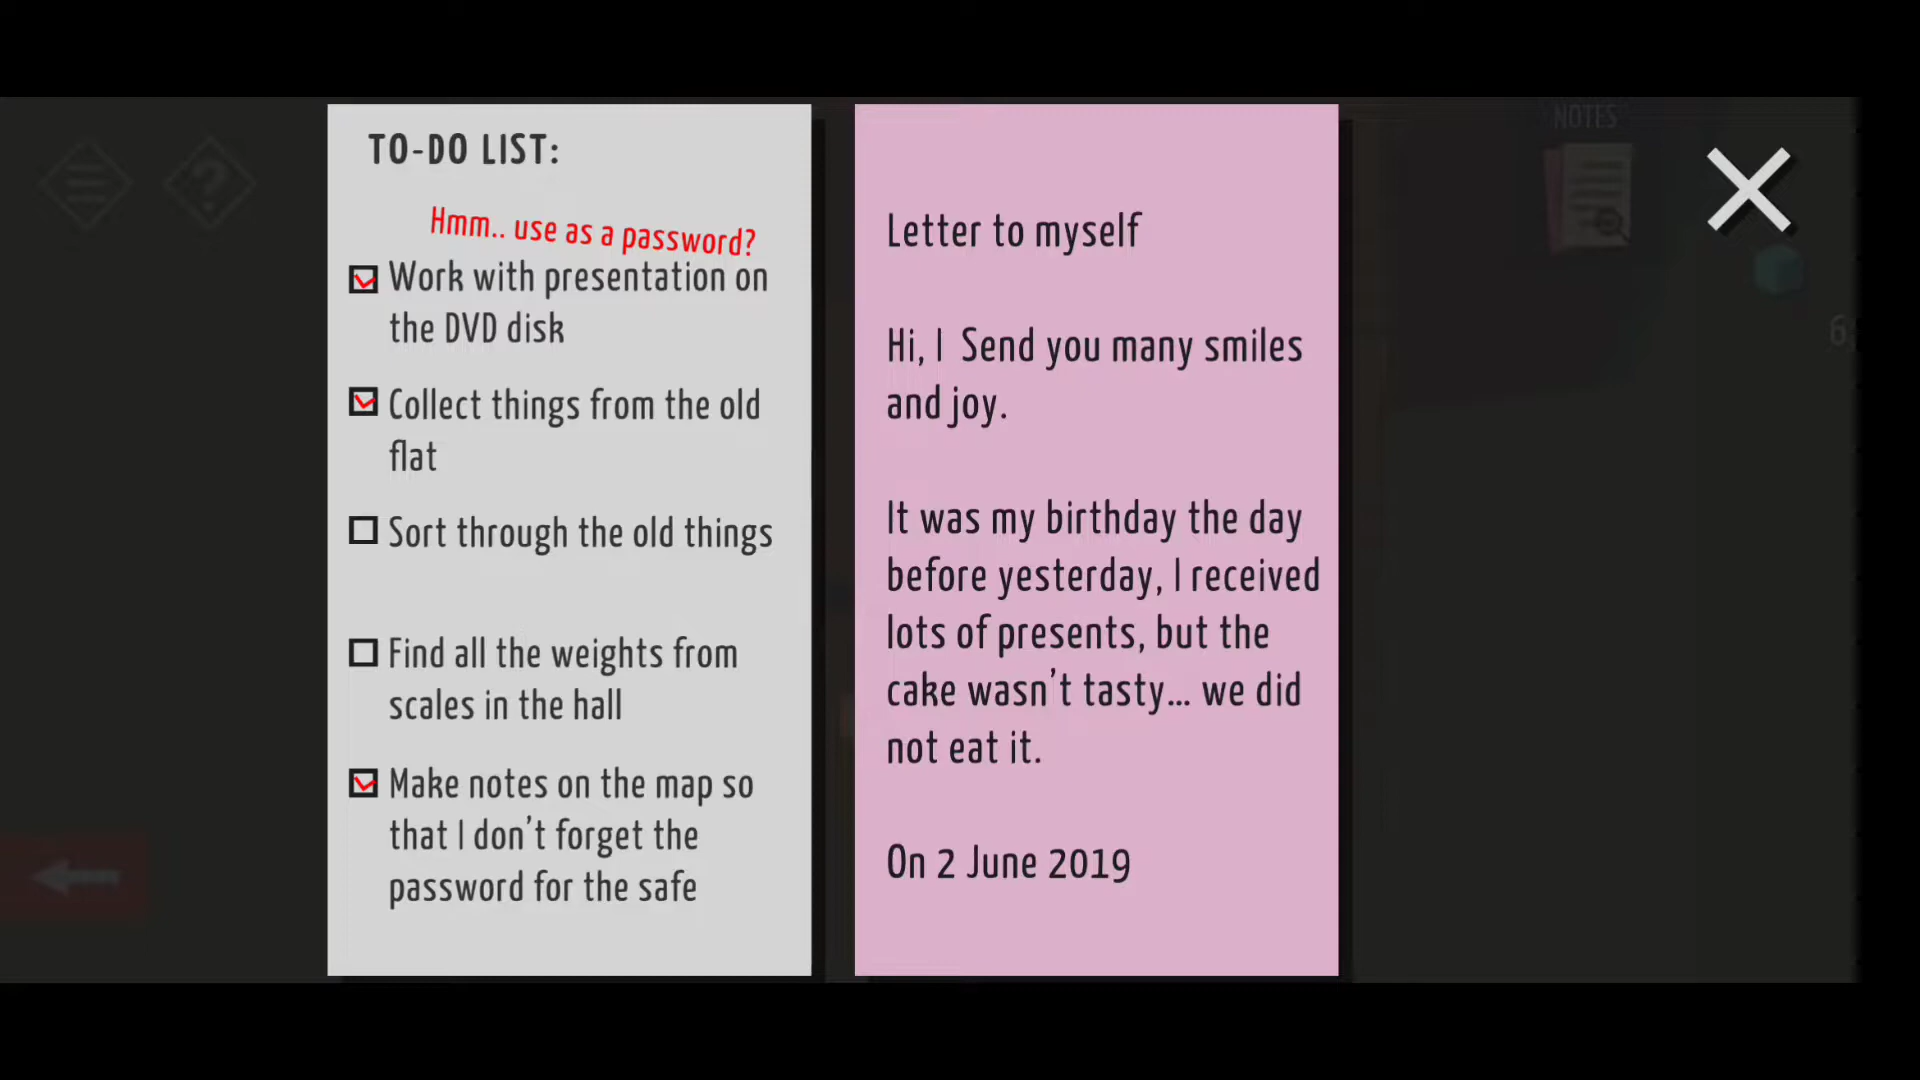 TO-DO LIST:
Hmm.. use as a password?
Work with presentation on
the DVD disk
Collect things from the old
flat
Sort through the old things
Find all the weights from
scales in the hall
Make notes on the map so
that I don't forget the
password for the safe
Letter to myself
Hi, I Send you many smiles
and joy.
It was my birthday the day
before yesterday, I received
lots of presents, but the
cake wasn't tasty... we did
not eat it.
On 2 June 2019
NOTES